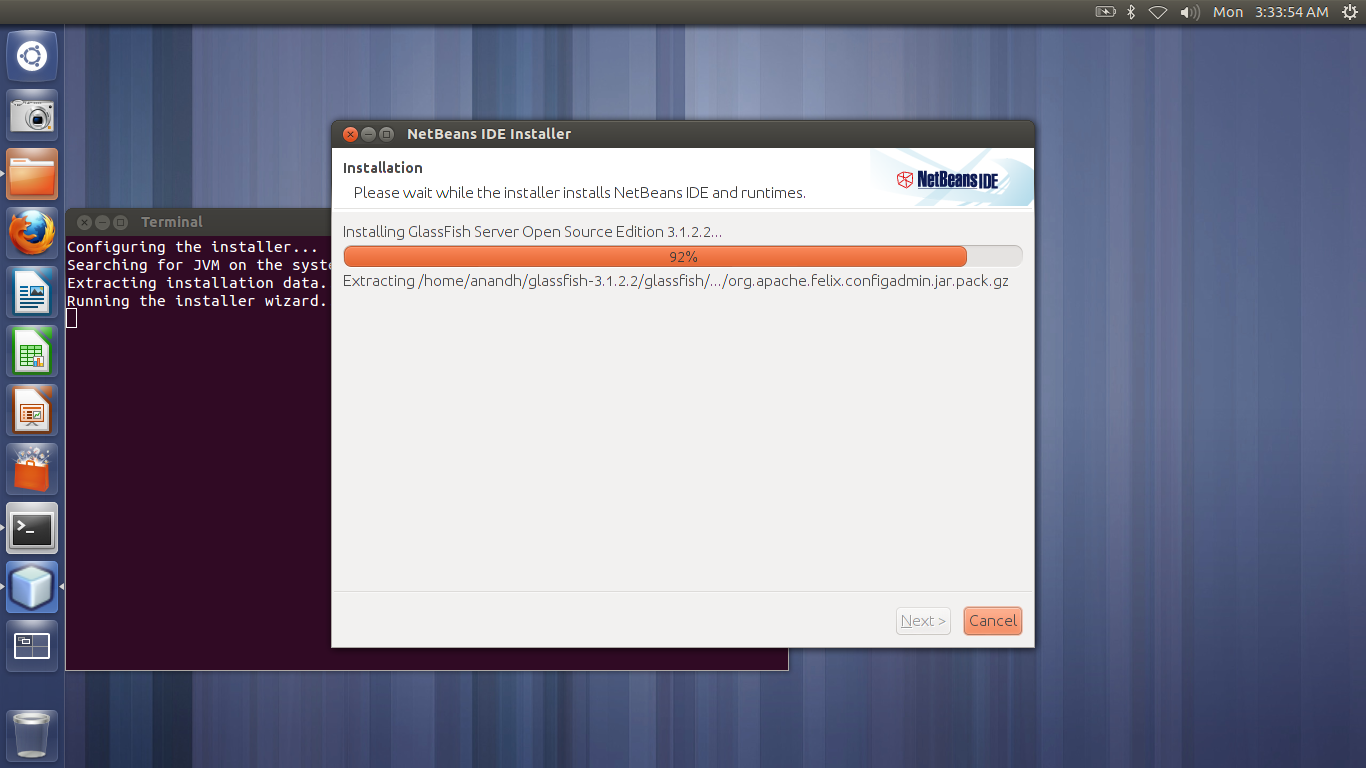 Mon 3:33:54 AM
NetBeans IDE Installer
Installation
Please wait while the installer installs NetBeans IDE and runtimes.
NetBeans IDE
Installing GlassFish Server Open Source Edition 3.1.2.2...
92%
Extracting /home/anandh/glassfish-3.1.2.2/glassfish/.../org.apache.felix.configadmin.jar.pack.gz
Next >
Cancel
Terminal
Configuring the installer...
Searching for JVM on the syste
Extracting installation data.
Running the installer wizard.